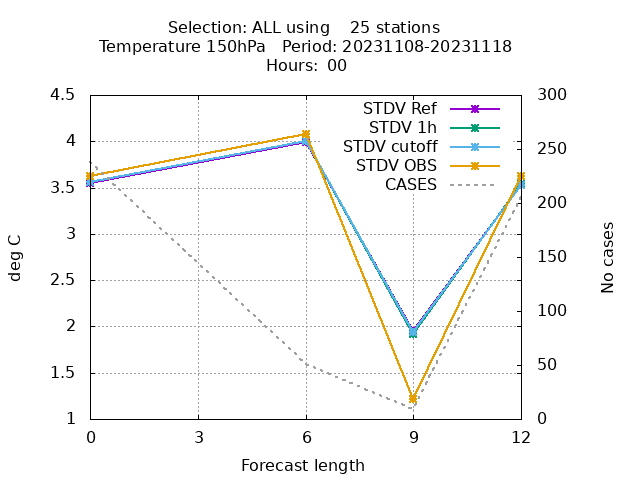 Selection: ALL using    25 stations
Temperature 150hPa   Period: 20231108-20231118
Hours:  00
4.5
4
3.5
3
2.5
2
1.5
1
deg C
300
250
200
150
100
50
0
No cases
STDV Ref
STDV 1h
STDV cutoff
STDV OBS
CASES
0 3 6 9 12
Forecast length